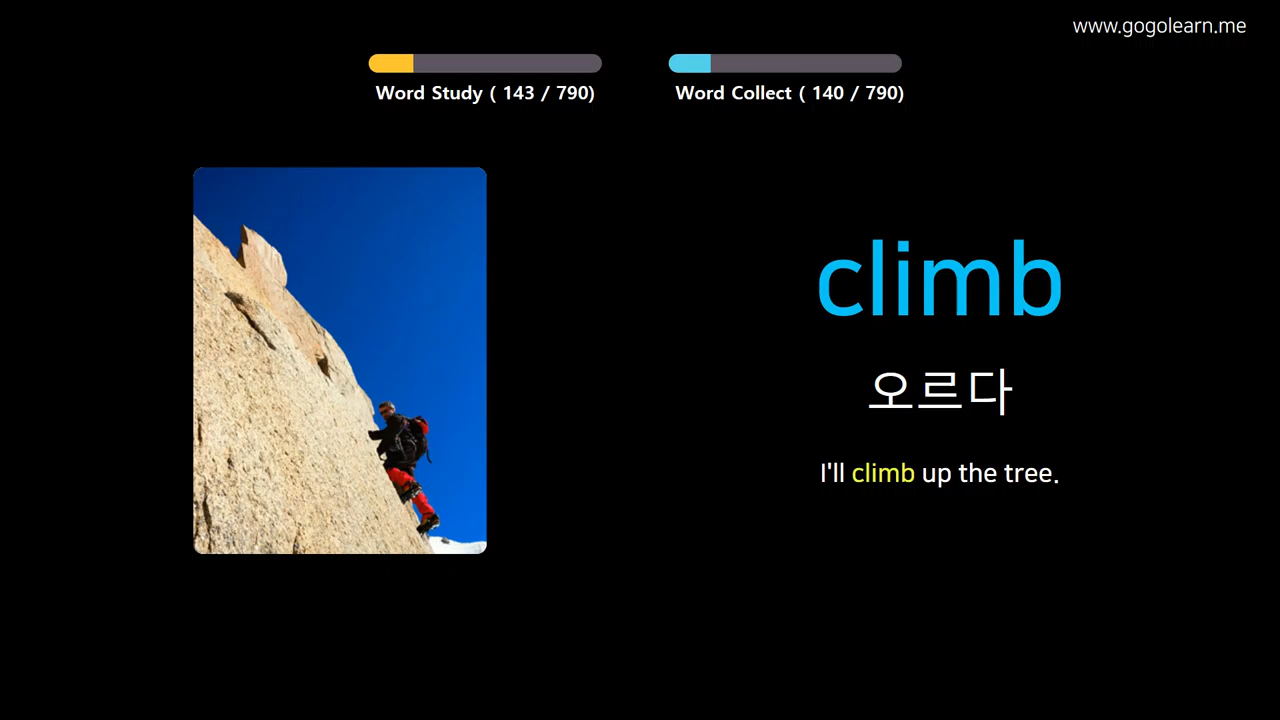 www.gogolearn.me
Word Study ( 143 / 790)
Word Collect ( 140 / 790)
climb
오르다
I'll climb up the tree.